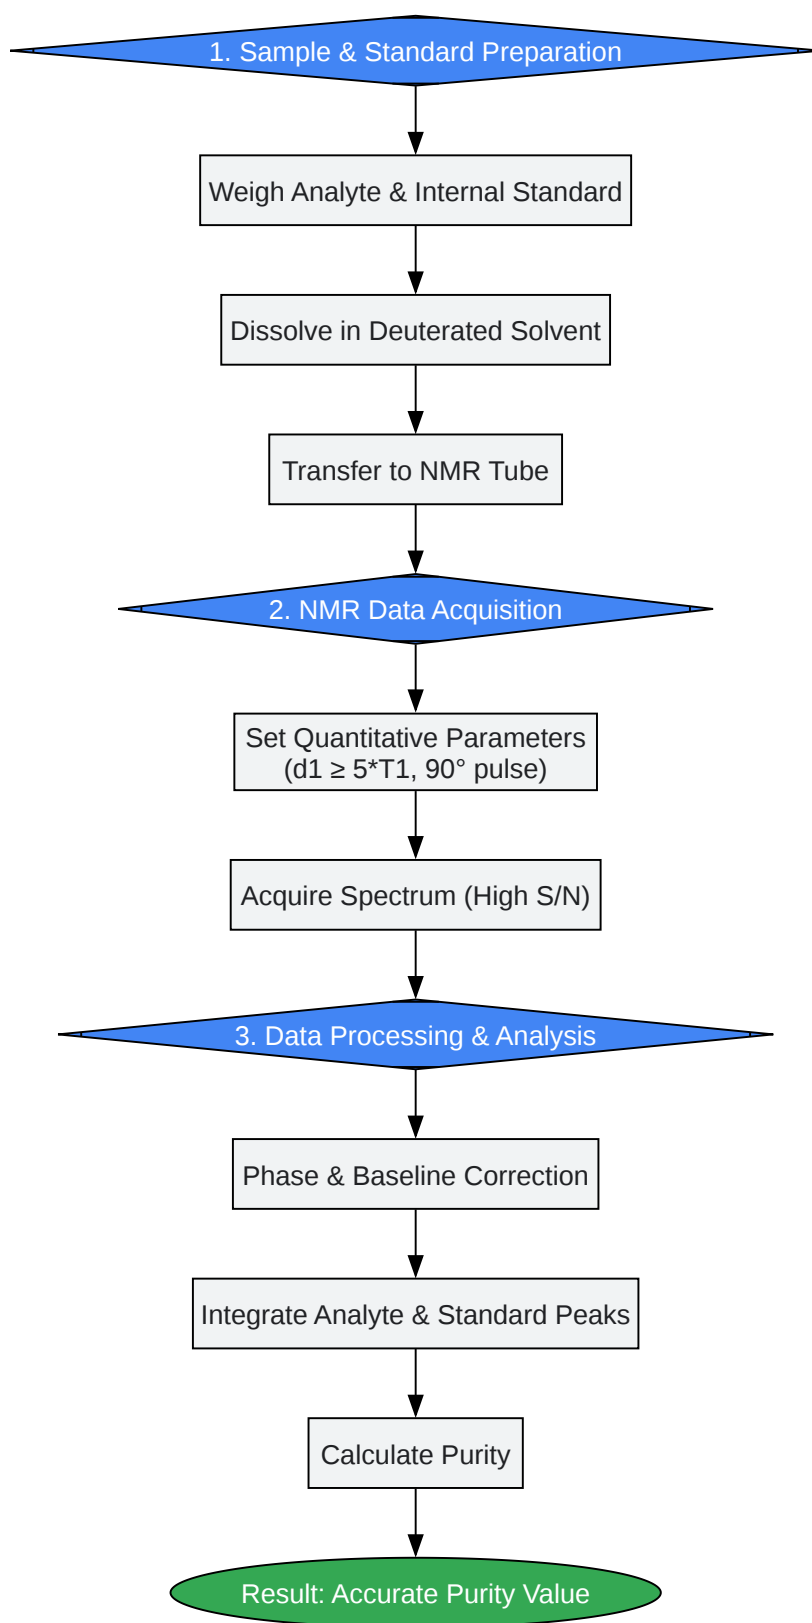 1. Sample & Standard Preparation
Weigh Analyte & Internal Standard
Dissolve in Deuterated Solvent
Transfer to NMR Tube
2. NMR Data Acquisition
Set Quantitative Parameters
(d1 ≥ 5*T1, 90° pulse)
Acquire Spectrum (High S/N)
3. Data Processing & Analysis
Phase & Baseline Correction
Integrate Analyte & Standard Peaks
Calculate Purity
Result: Accurate Purity Value